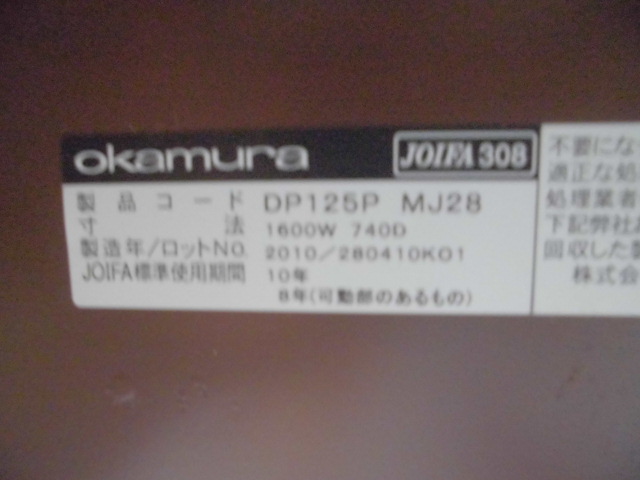 okamura
JOIFA 308
製品コード DP125P MJ28
寸法 1600W 740D
製造年/ロットNO. 2010/280410K01
JOIFA標準使用期間 10年
8年(可動部のあるもの)
不要にな
適正な処
処理業者
下記弊社
回収した
株式会